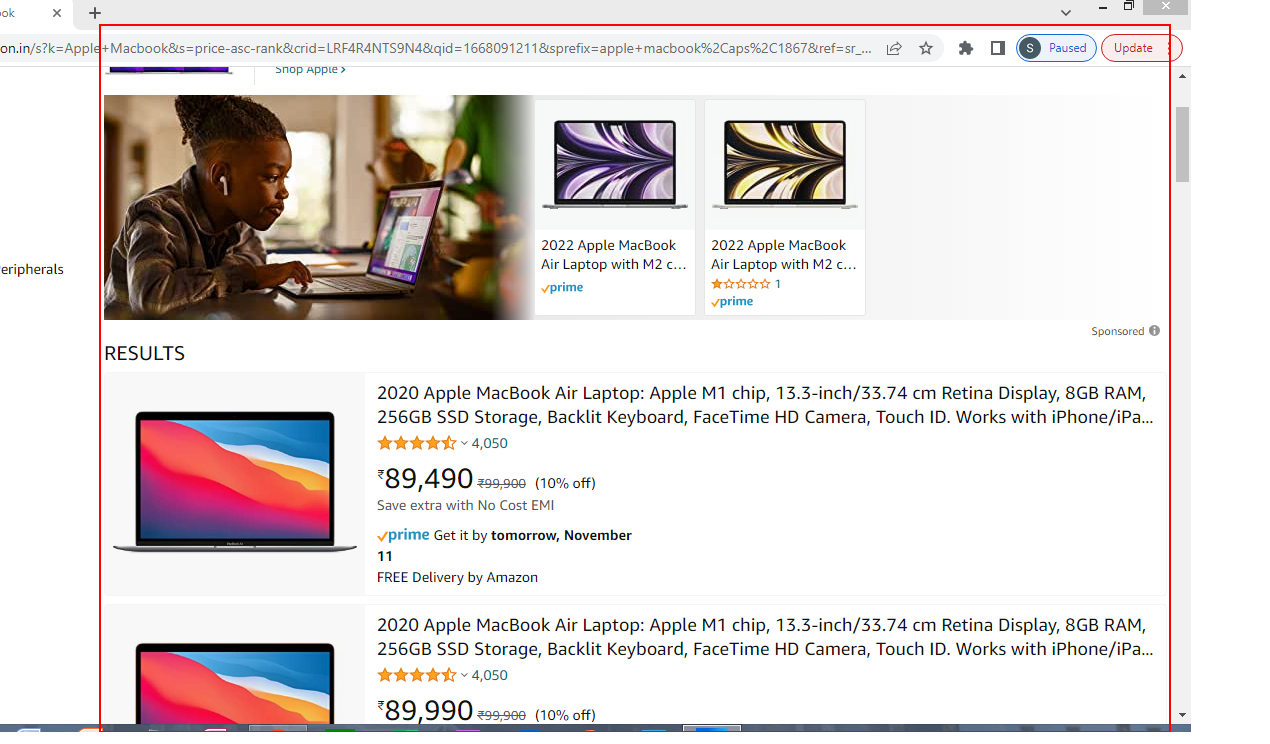 ok
on.in/s?k=Apple+Macbook&s=price-asc-rank&crid=LRF4R4NTS9N4&qid=1668091211&sprefix=apple+macbook%2Caps%2C1867&ref=sr_...
S Paused
Update
Shop Apple ›
eripherals
2022 Apple MacBook
Air Laptop with M2 c...
prime
2022 Apple MacBook
Air Laptop with M2 c...
1
prime
Sponsored
RESULTS
2020 Apple MacBook Air Laptop: Apple M1 chip, 13.3-inch/33.74 cm Retina Display, 8GB RAM,
256GB SSD Storage, Backlit Keyboard, FaceTime HD Camera, Touch ID. Works with iPhone/iPa...
4,050
₹89,490 ₹99,900 (10% off)
Save extra with No Cost EMI
prime Get it by tomorrow, November
11
FREE Delivery by Amazon
2020 Apple MacBook Air Laptop: Apple M1 chip, 13.3-inch/33.74 cm Retina Display, 8GB RAM,
256GB SSD Storage, Backlit Keyboard, FaceTime HD Camera, Touch ID. Works with iPhone/iPa...
4,050
₹89,990 ₹99,900 (10% off)